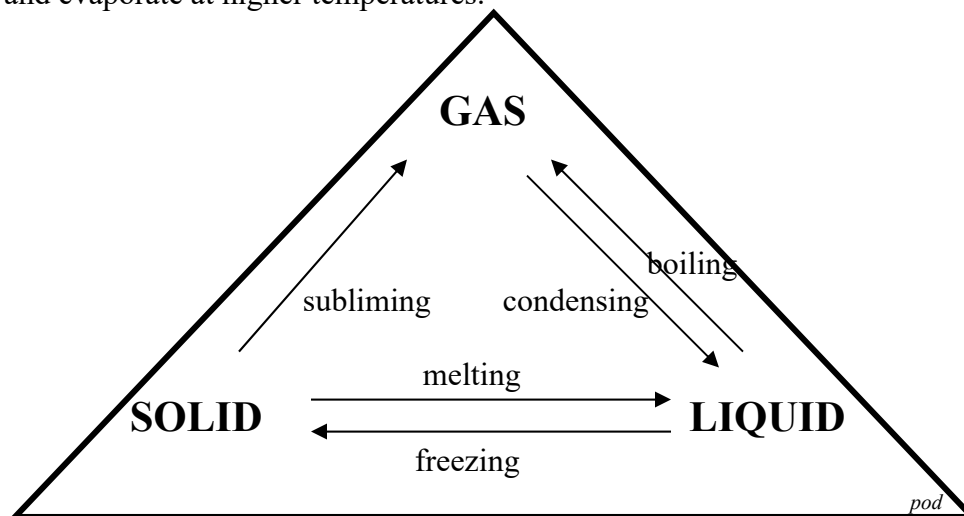 and evaporate at higher temperatures.
GAS
boiling
subliming
condensing
melting
SOLID
LIQUID
freezing
pod